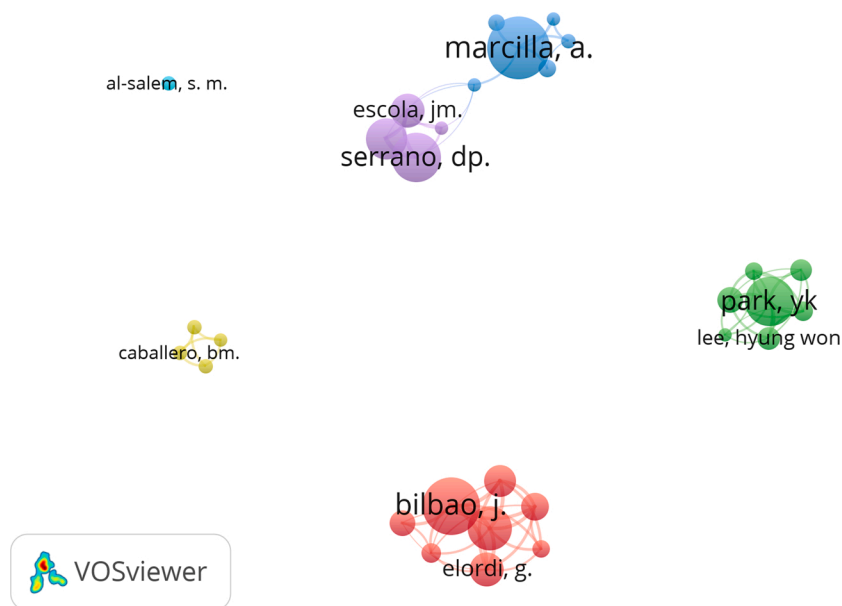 marcilla, a.
al-salem, s. m.
escola, jm.
serrano, dp.
park, yk
lee, hyung won
caballero, bm.
bilbao, j.
elordi, g.
VOSviewer